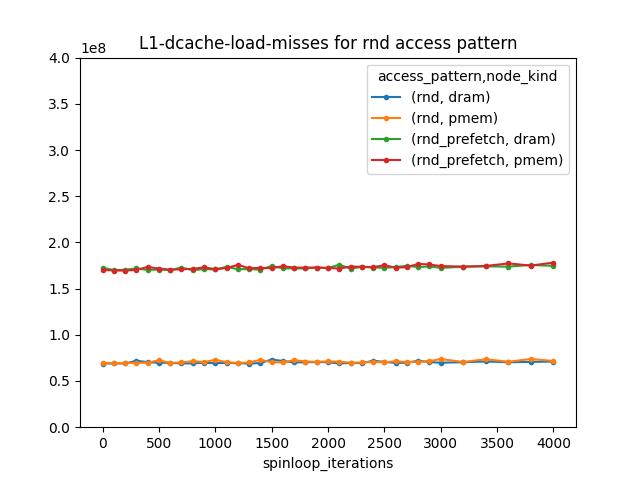 L1-dcache-load-misses for rnd access pattern
1e8
access_pattern,node_kind
(rnd, dram)
(rnd, pmem)
(rnd_prefetch, dram)
(rnd_prefetch, pmem)
4.0
3.5
3.0
2.5
2.0
1.5
1.0
0.5
0.0
0 500 1000 1500 2000 2500 3000 3500 4000
spinloop_iterations